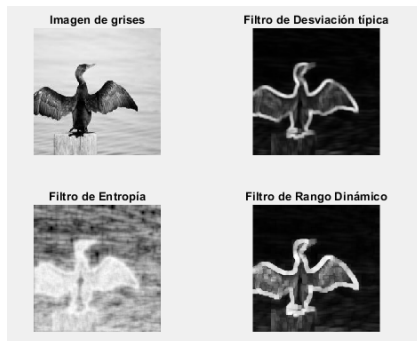 Imagen de grises
Filtro de Desviación típica
Filtro de Entropía
Filtro de Rango Dinámico